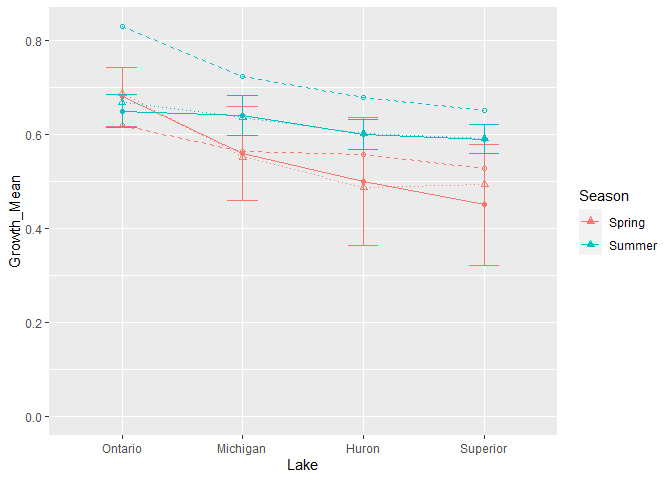 0.8
0.6
0.4
0.2
0.0
Growth_Mean
Ontario
Michigan
Huron
Superior
Lake
Season
Spring
Summer